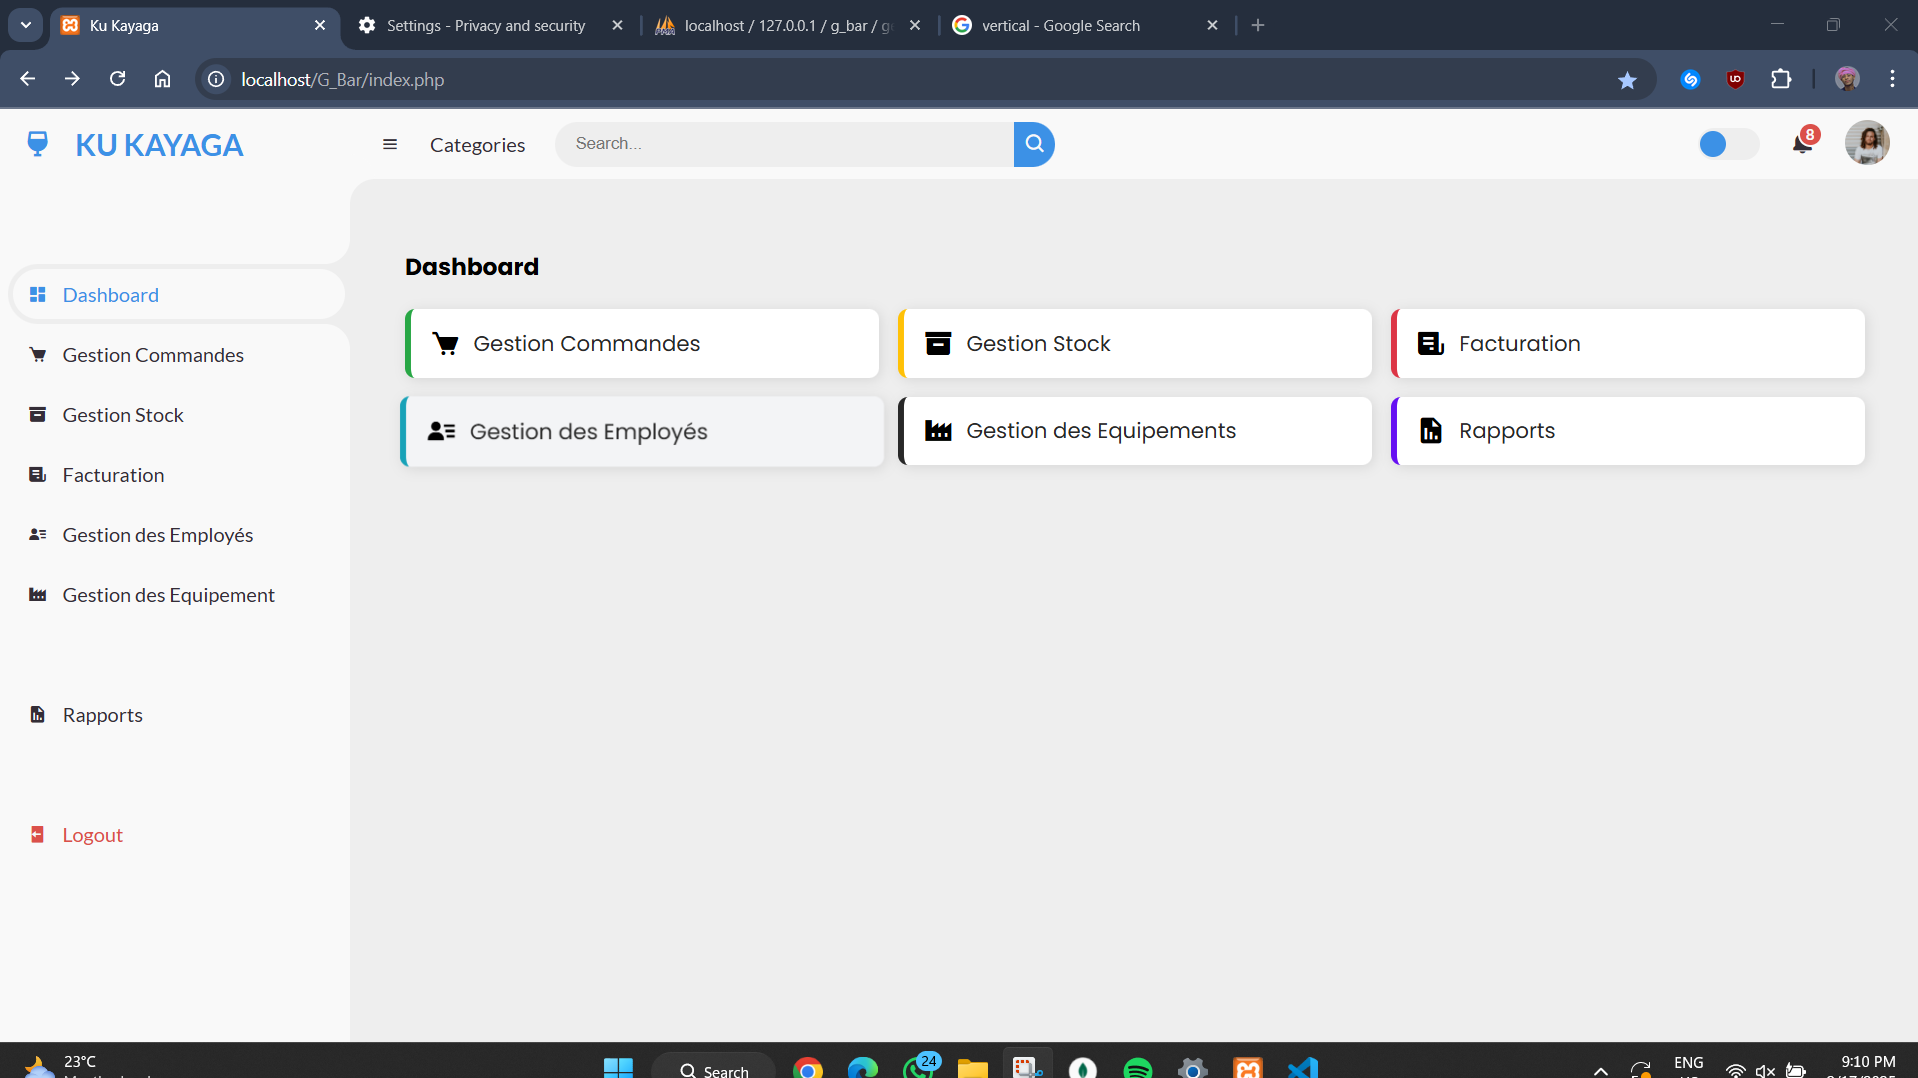 Ku Kayaga
Settings - Privacy and security
localhost / 127.0.0.1 / g_bar / g
vertical - Google Search
localhost/G_Bar/index.php
KU KAYAGA
Categories
Search...
8
Dashboard
Gestion Commandes
Gestion Stock
Facturation
Gestion des Employés
Gestion des Equipement
Rapports
Logout
Dashboard
Gestion Commandes
Gestion Stock
Facturation
Gestion des Employés
Gestion des Equipements
Rapports
23°C
Search
24
ENG
9:10 PM